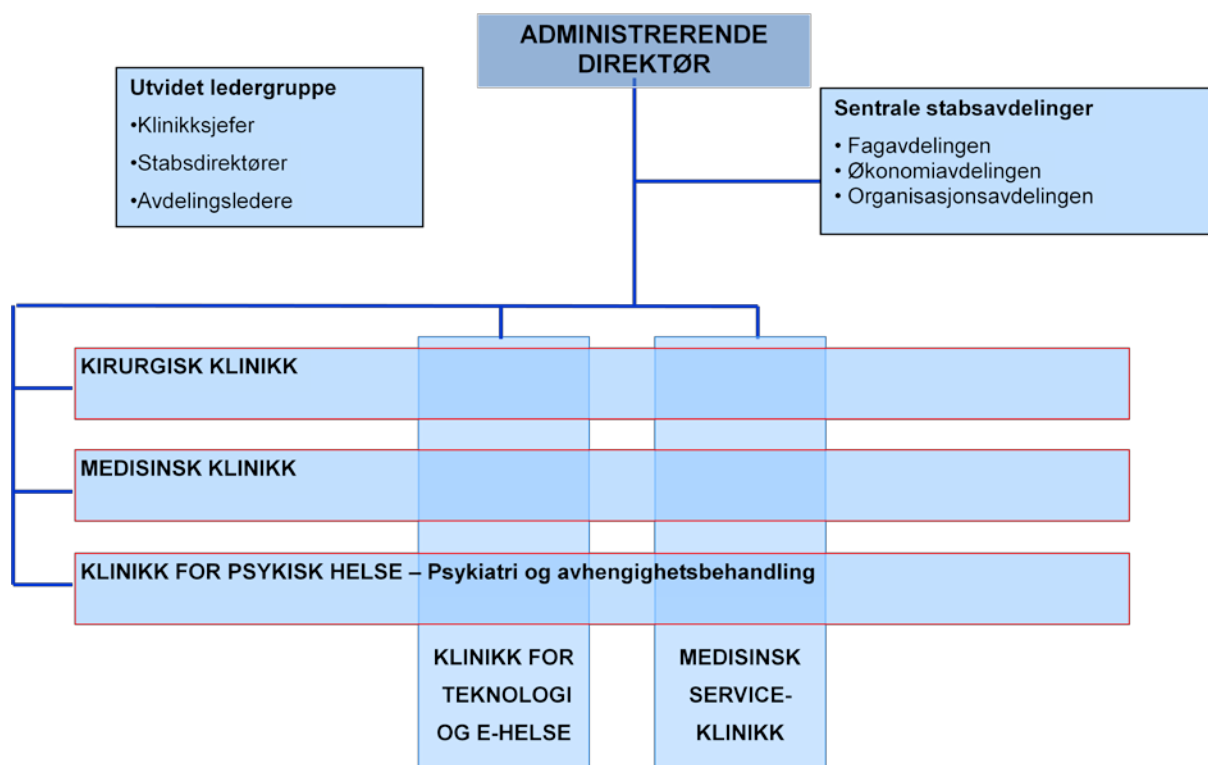 ADMINISTRERENDE
DIREKTØR
Utvidet ledergruppe
•Klinikksjefer
•Stabsdirektører
•Avdelingsledere
Sentrale stabsavdelinger
• Fagavdelingen
• Økonomiavdelingen
• Organisasjonsavdelingen
KIRURGISK KLINIKK
MEDISINSK KLINIKK
KLINIKK FOR PSYKISK HELSE – Psykiatri og avhengighetsbehandling
KLINIKK FOR
TEKNOLOGI
OG E-HELSE
MEDISINSK
SERVICE-
KLINIKK